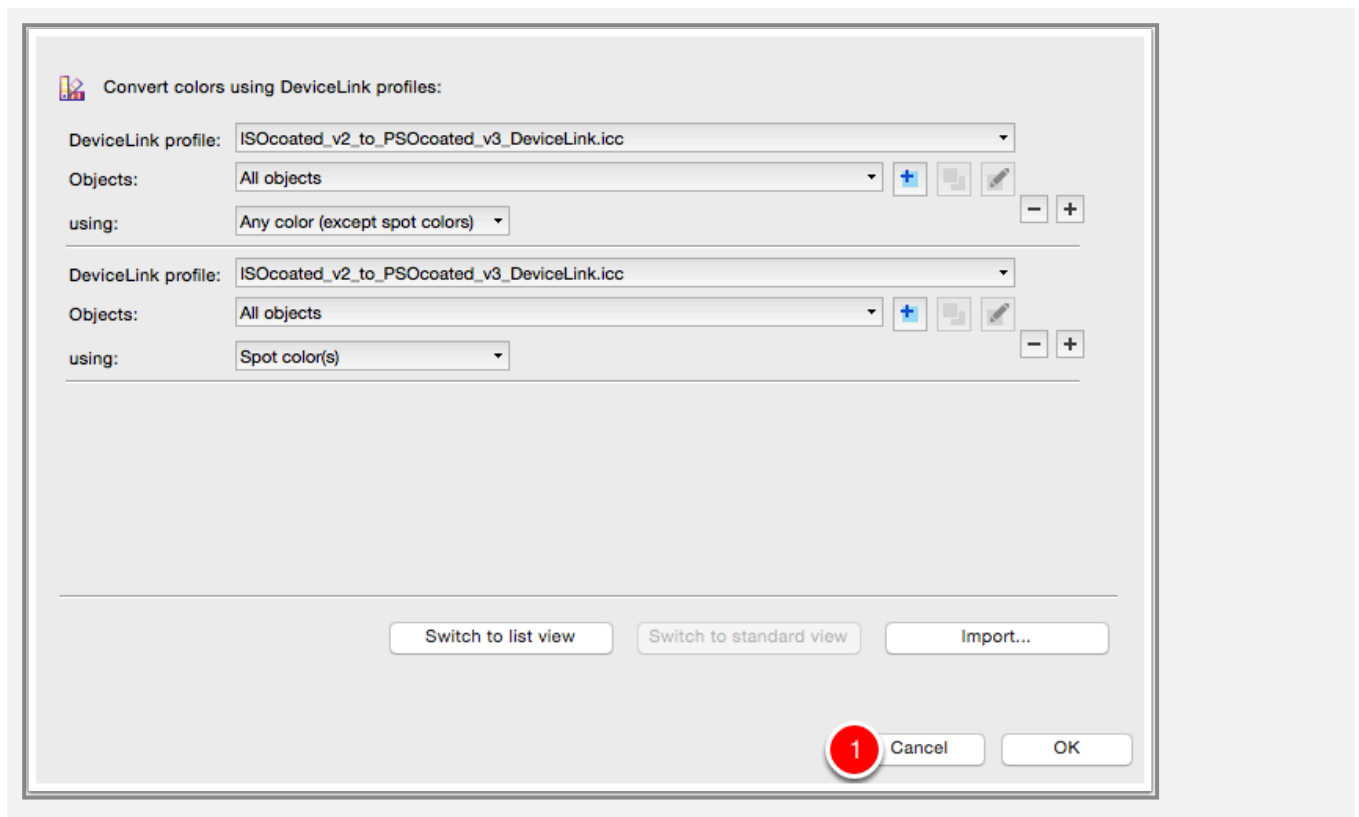 Convert colors using DeviceLink profiles:
DeviceLink profile: ISOcoated_v2_to_PSOcoated_v3_DeviceLink.icc
Objects: All objects
using: Any color (except spot colors)
DeviceLink profile: ISOcoated_v2_to_PSOcoated_v3_DeviceLink.icc
Objects: All objects
using: Spot color(s)
Switch to list view Switch to standard view Import...
1 Cancel OK